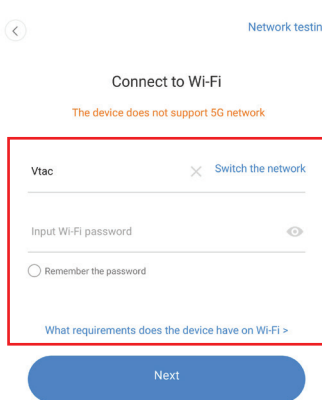 Network testin
Connect to Wi-Fi
The device does not support 5G network
Vtac
Switch the network
Input Wi-Fi password
Remember the password
What requirements does the device have on Wi-Fi >
Next